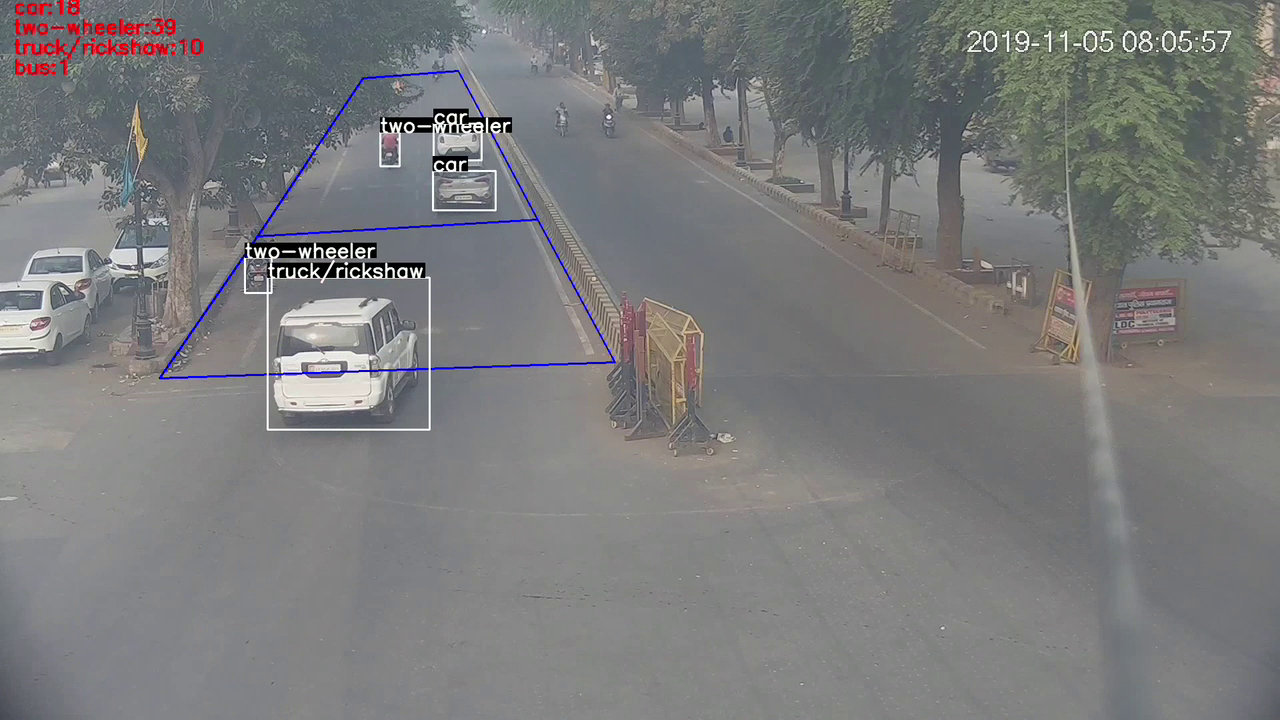 car:18
two-wheeler:39
truck/rickshaw:10
bus:1
2019-11-05 08:05:57
car
two-wheeler
car
two-wheeler
truck/rickshaw
LOC